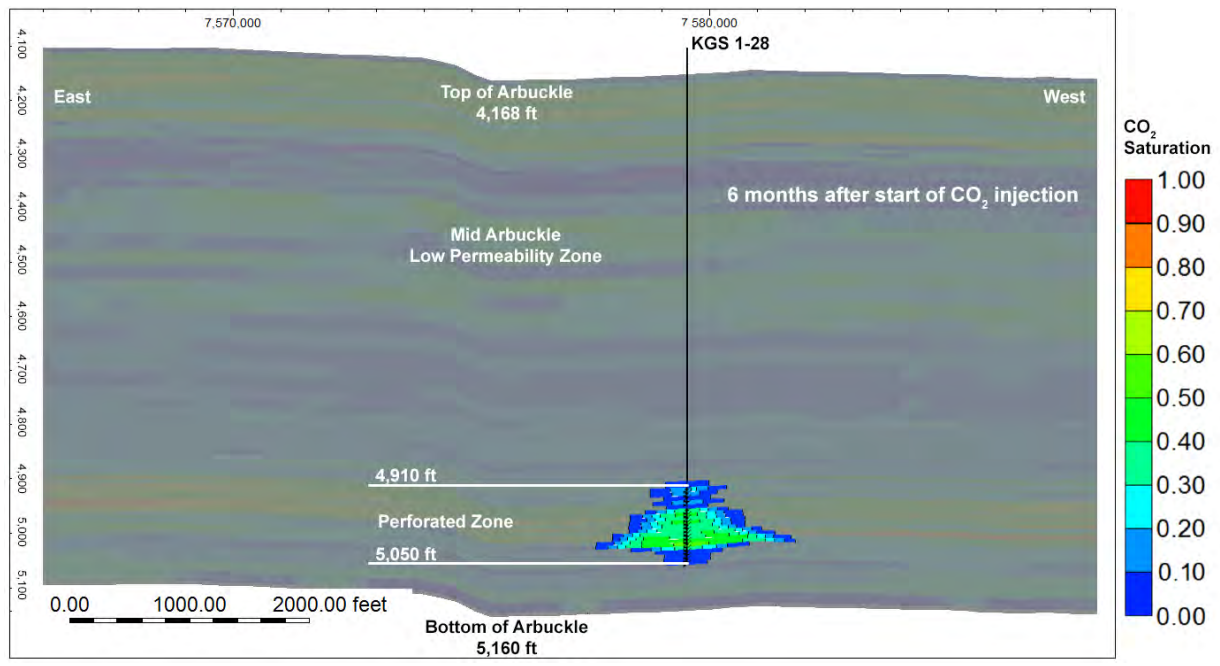 7,570,000
7 580,000
KGS 1-28
4,100
4,200
4,300
4,400
4,500
4,600
4,700
4,800
4,900
5,000
5,100
East
Top of Arbuckle
4,168 ft
West
6 months after start of CO₂ injection
Mid Arbuckle
Low Permeability Zone
4,910 ft
Perforated Zone
5,050 ft
0.00 1000.00 2000.00 feet
Bottom of Arbuckle
5,160 ft
CO₂
Saturation
1.00
0.90
0.80
0.70
0.60
0.50
0.40
0.30
0.20
0.10
0.00